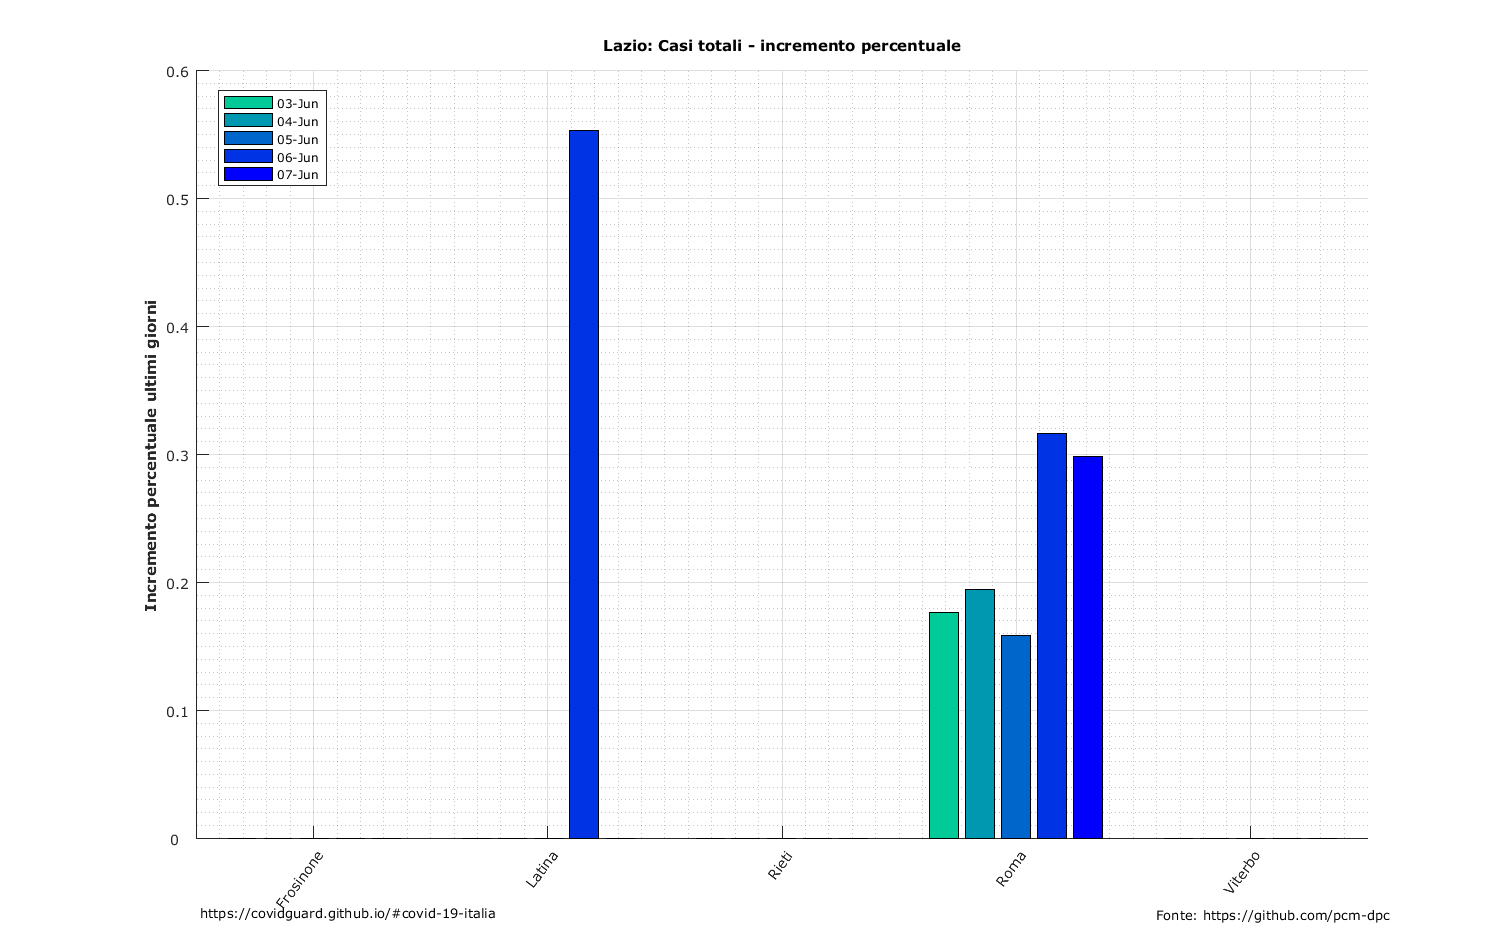 Lazio: Casi totali - incremento percentuale
0.6
0.5
0.4
0.3
0.2
0.1
0
Incremento percentuale ultimi giorni
03-Jun
04-Jun
05-Jun
06-Jun
07-Jun
Frosinone
Latina
Rieti
Roma
Viterbo
https://covidguard.github.io/#covid-19-italia
Fonte: https://github.com/pcm-dpc